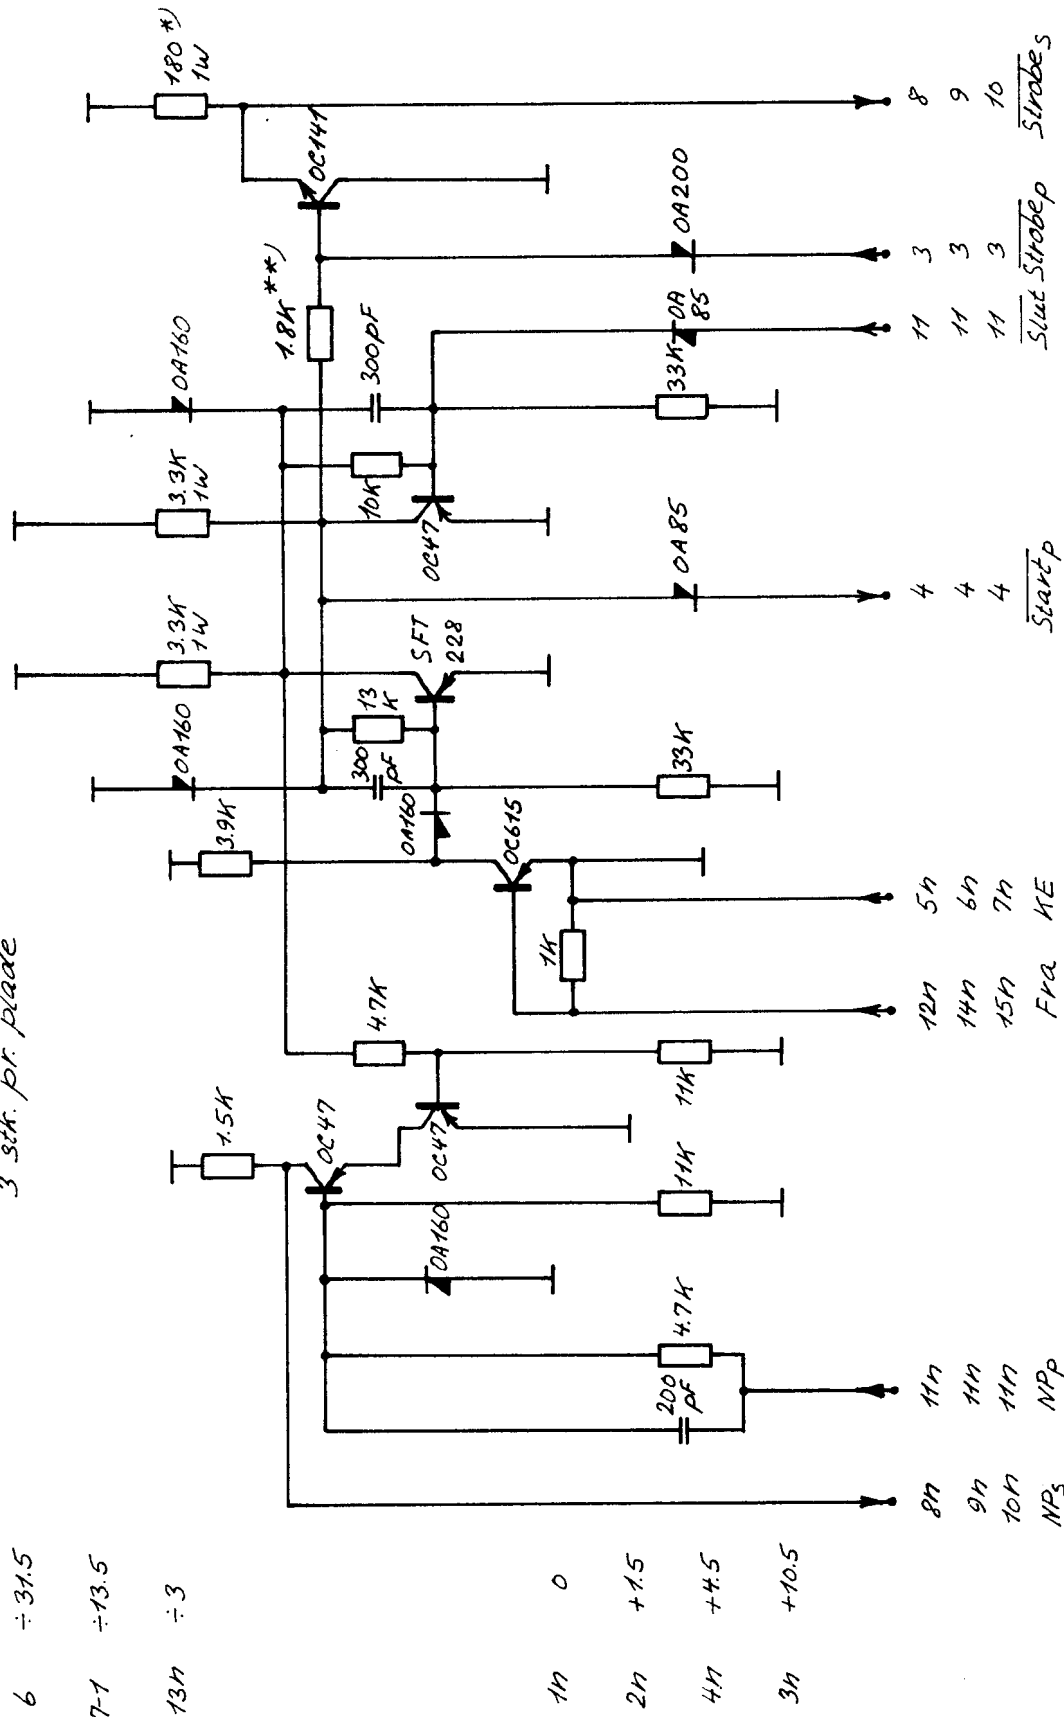 3 stk. pr. plade
6 ÷31.5
7-1 ÷13.5
13n ÷3
1n 0
2n +1.5
4n +4.5
3n +10.5
1.5K
3.9K
OA160
3.3K
1W
3.3K
1W
OA160
180 *)
1W
OC47
4.7K
OC47
OA160
11K
11K
4.7K
200
pF
1K
OC615
OA160
300
pF
13
K
SFT
228
33K
OA85
OC47
10K
300pF
33K
OA
85
1.8K **)
OC141
OA200
8n 11n 12n 5n 4 11 3 8
9n 11n 14n 6n 4 11 3 9
10n 11n 15n 7n 4 11 3 10
NPs NPp Fra KE Startp Slut Strobep Strobes